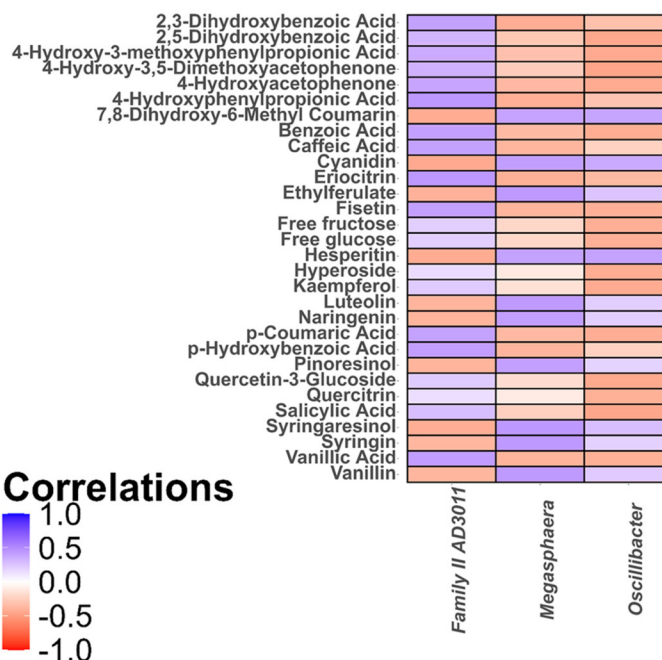 2,3-Dihydroxybenzoic Acid
2,5-Dihydroxybenzoic Acid
4-Hydroxy-3-methoxyphenylpropionic Acid
4-Hydroxy-3,5-Dimethoxyacetophenone
4-Hydroxyacetophenone
4-Hydroxyphenylpropionic Acid
7,8-Dihydroxy-6-Methyl Coumarin
Benzoic Acid
Caffeic Acid
Cyanidin
Eriocitrin
Ethylferulate
Fisetin
Free fructose
Free glucose
Hesperitin
Hyperoside
Kaempferol
Luteolin
Naringenin
p-Coumaric Acid
p-Hydroxybenzoic Acid
Pinoresinol
Quercetin-3-Glucoside
Quercitrin
Salicylic Acid
Syringaresinol
Syringin
Vanillic Acid
Vanillin
Correlations
1.0
0.5
0.0
-0.5
-1.0
Family II AD3011
Megasphaera
Oscillibacter